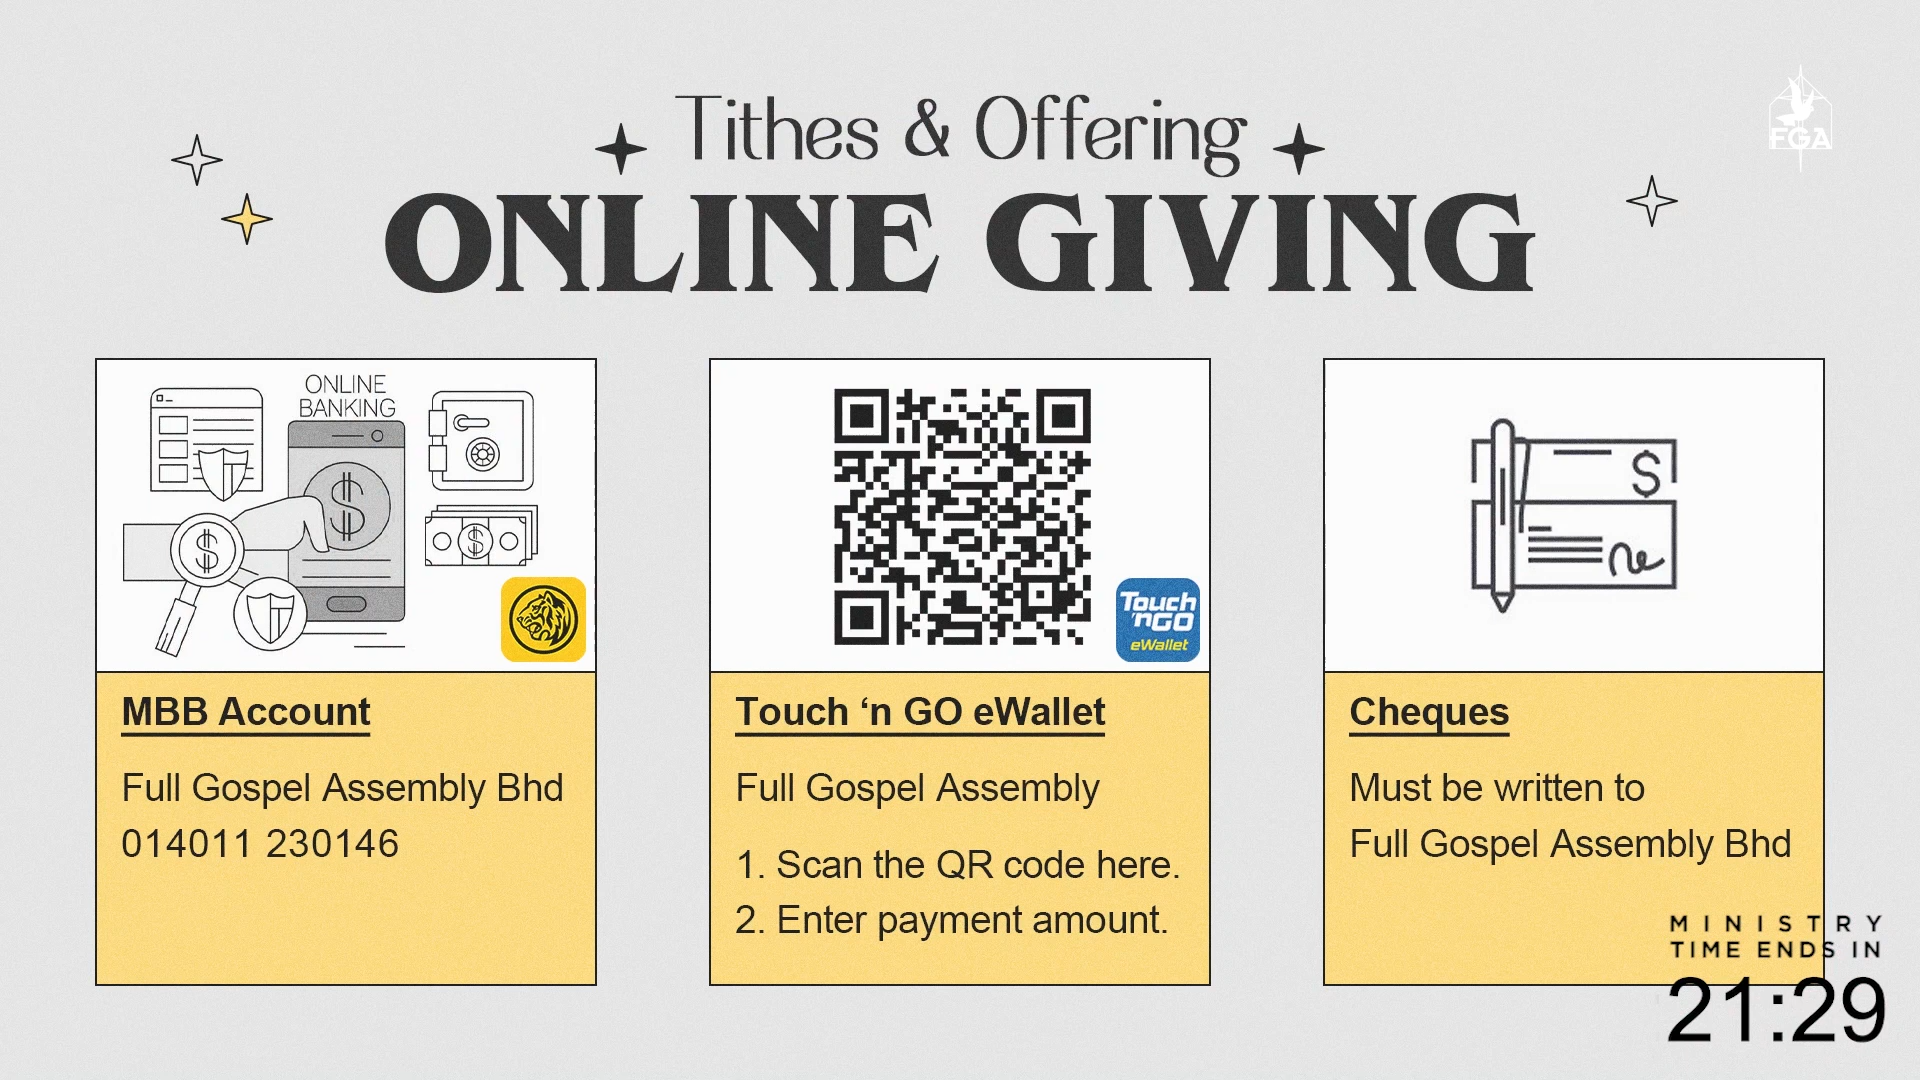 Tithes & Offering
ONLINE GIVING
FGA
ONLINE
BANKING
Touch
'nGO
eWallet
MBB Account
Full Gospel Assembly Bhd
014011 230146
Touch ‘n GO eWallet
Full Gospel Assembly
1. Scan the QR code here.
2. Enter payment amount.
Cheques
Must be written to
Full Gospel Assembly Bhd
MINISTRY
TIME ENDS IN
21:29